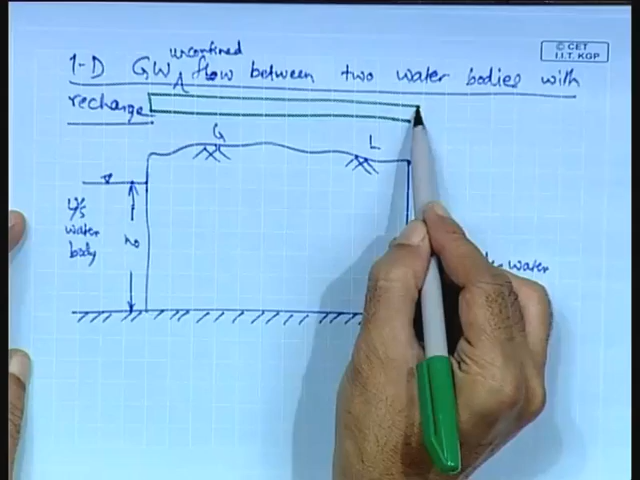 © CET
I.I.T. KGP
unconfined
1-D GW ^ flow between two water bodies with
recharge
G L
U/S
water
body
h₀
water